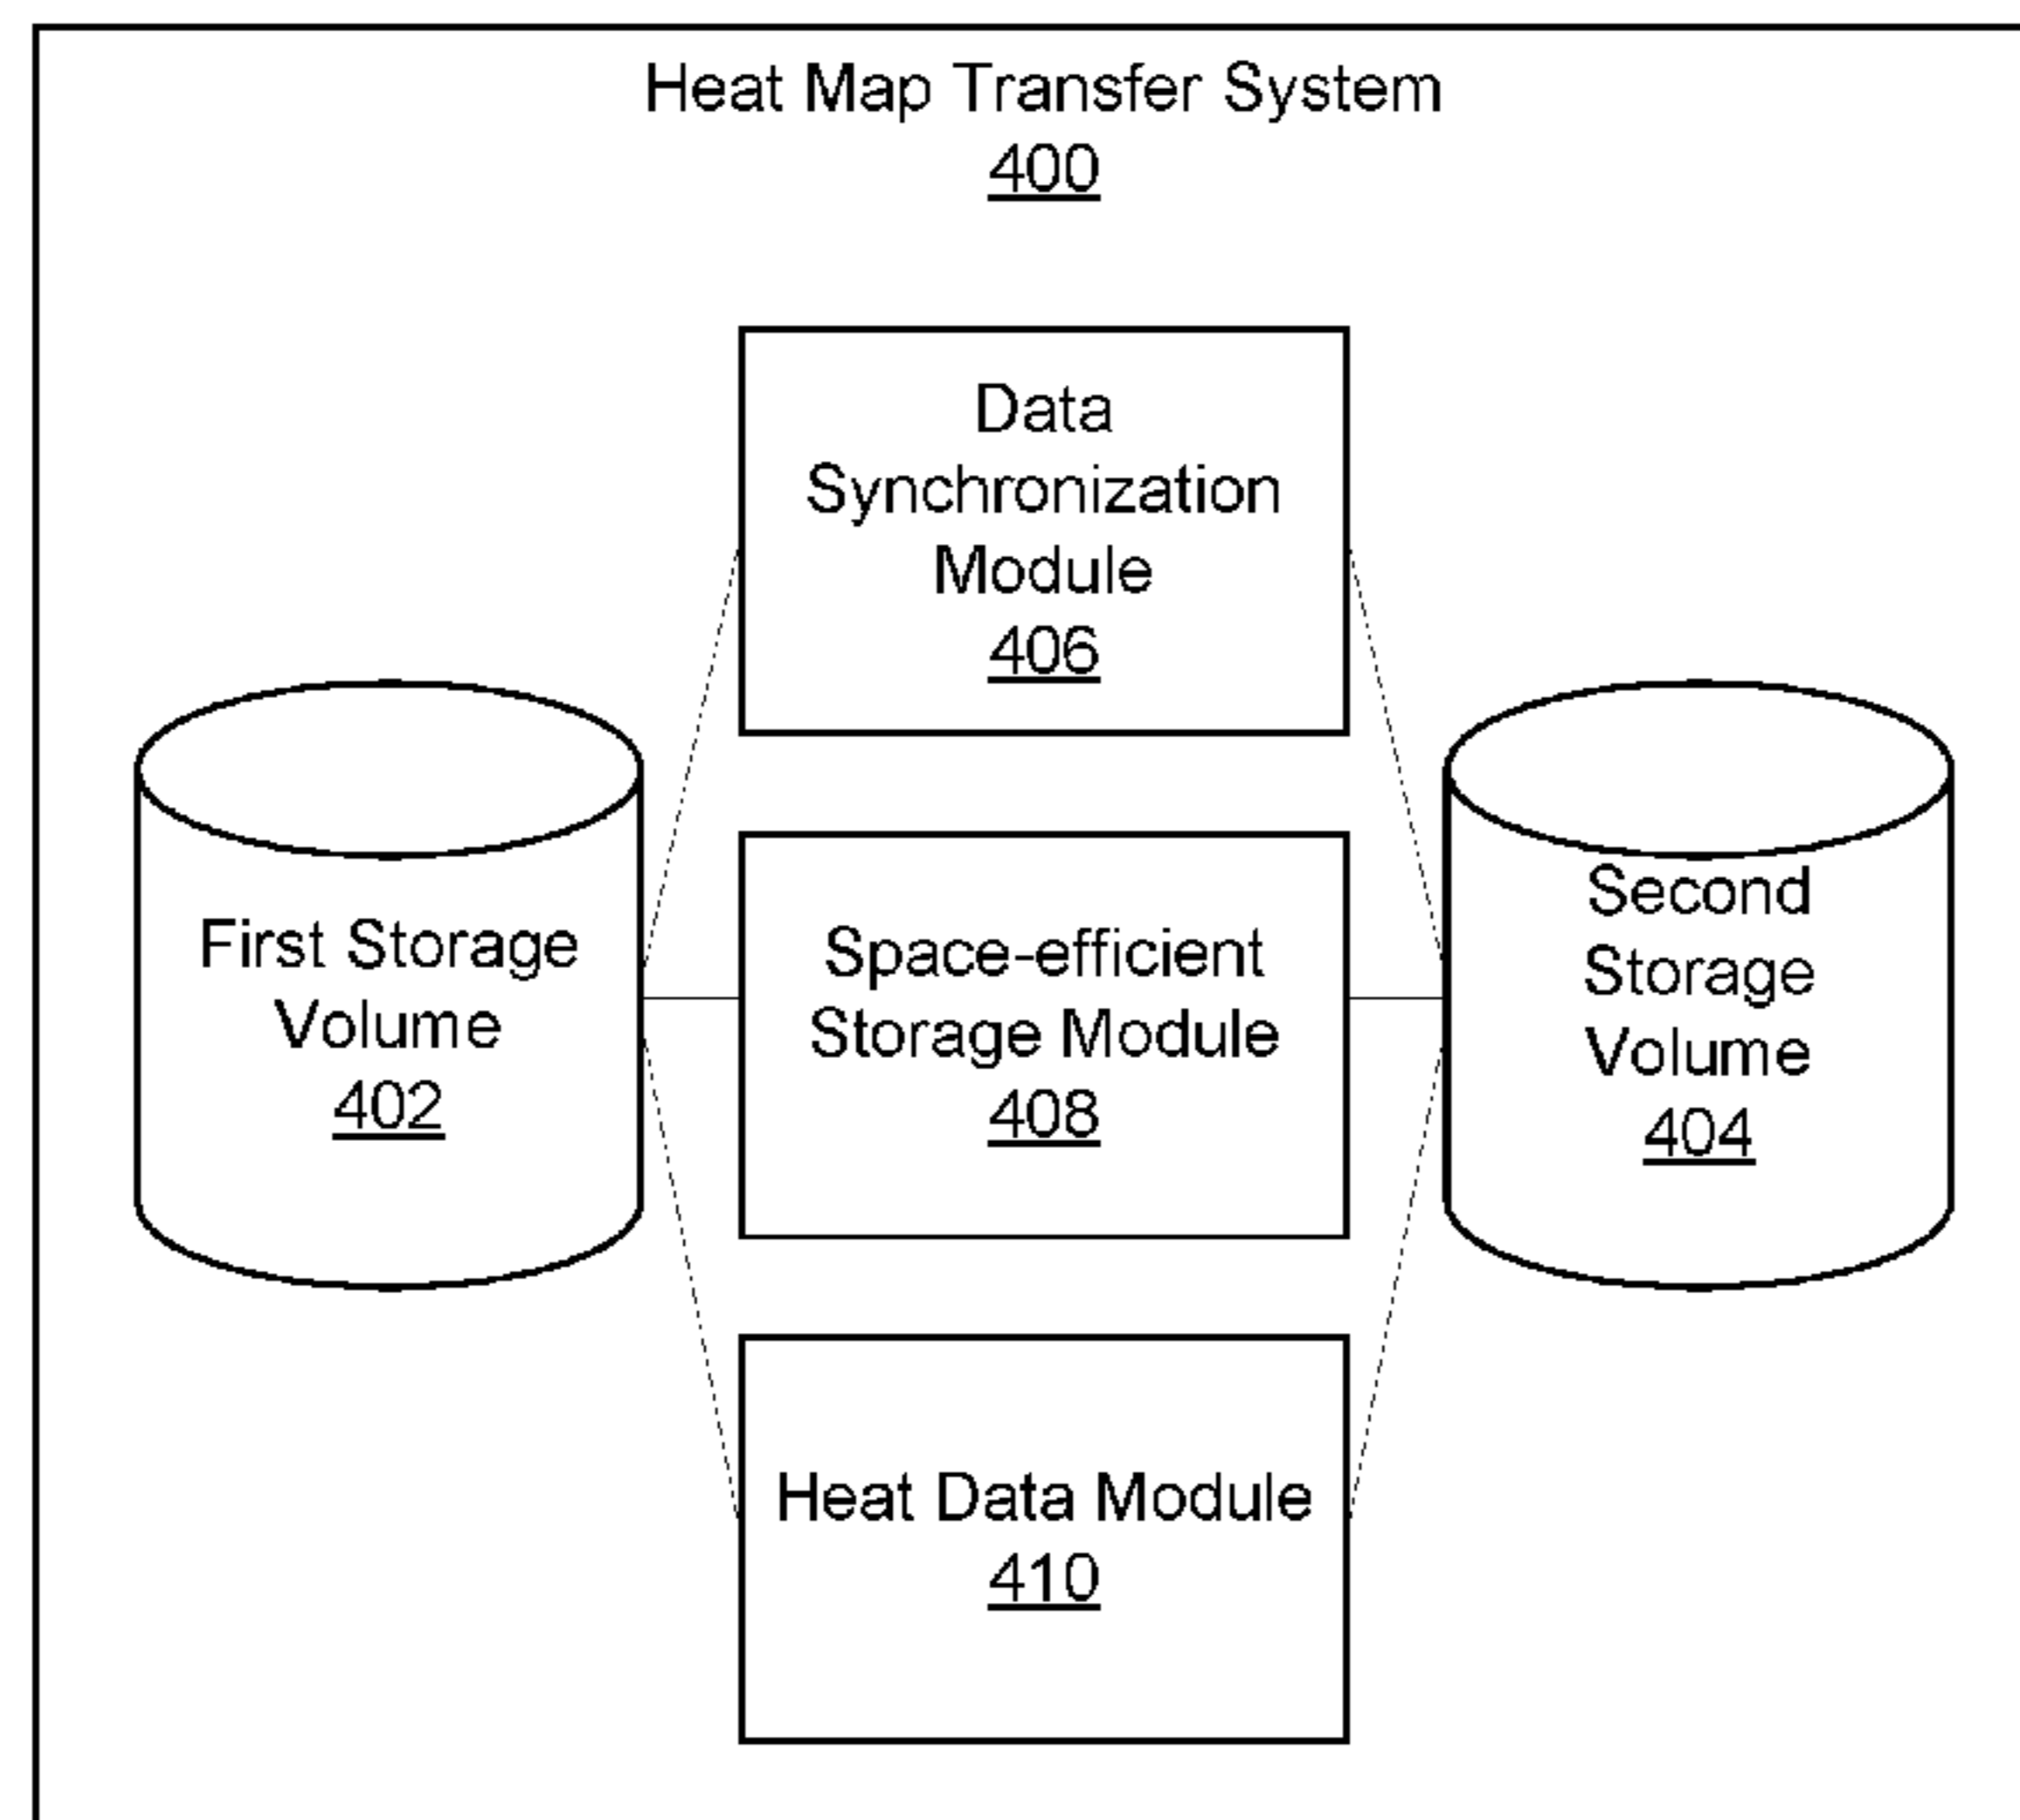 Heat Map Transfer System
400
Data
Synchronization
Module
406
First Storage
Volume
402
Space-efficient
Storage Module
408
Second
Storage
Volume
404
Heat Data Module
410